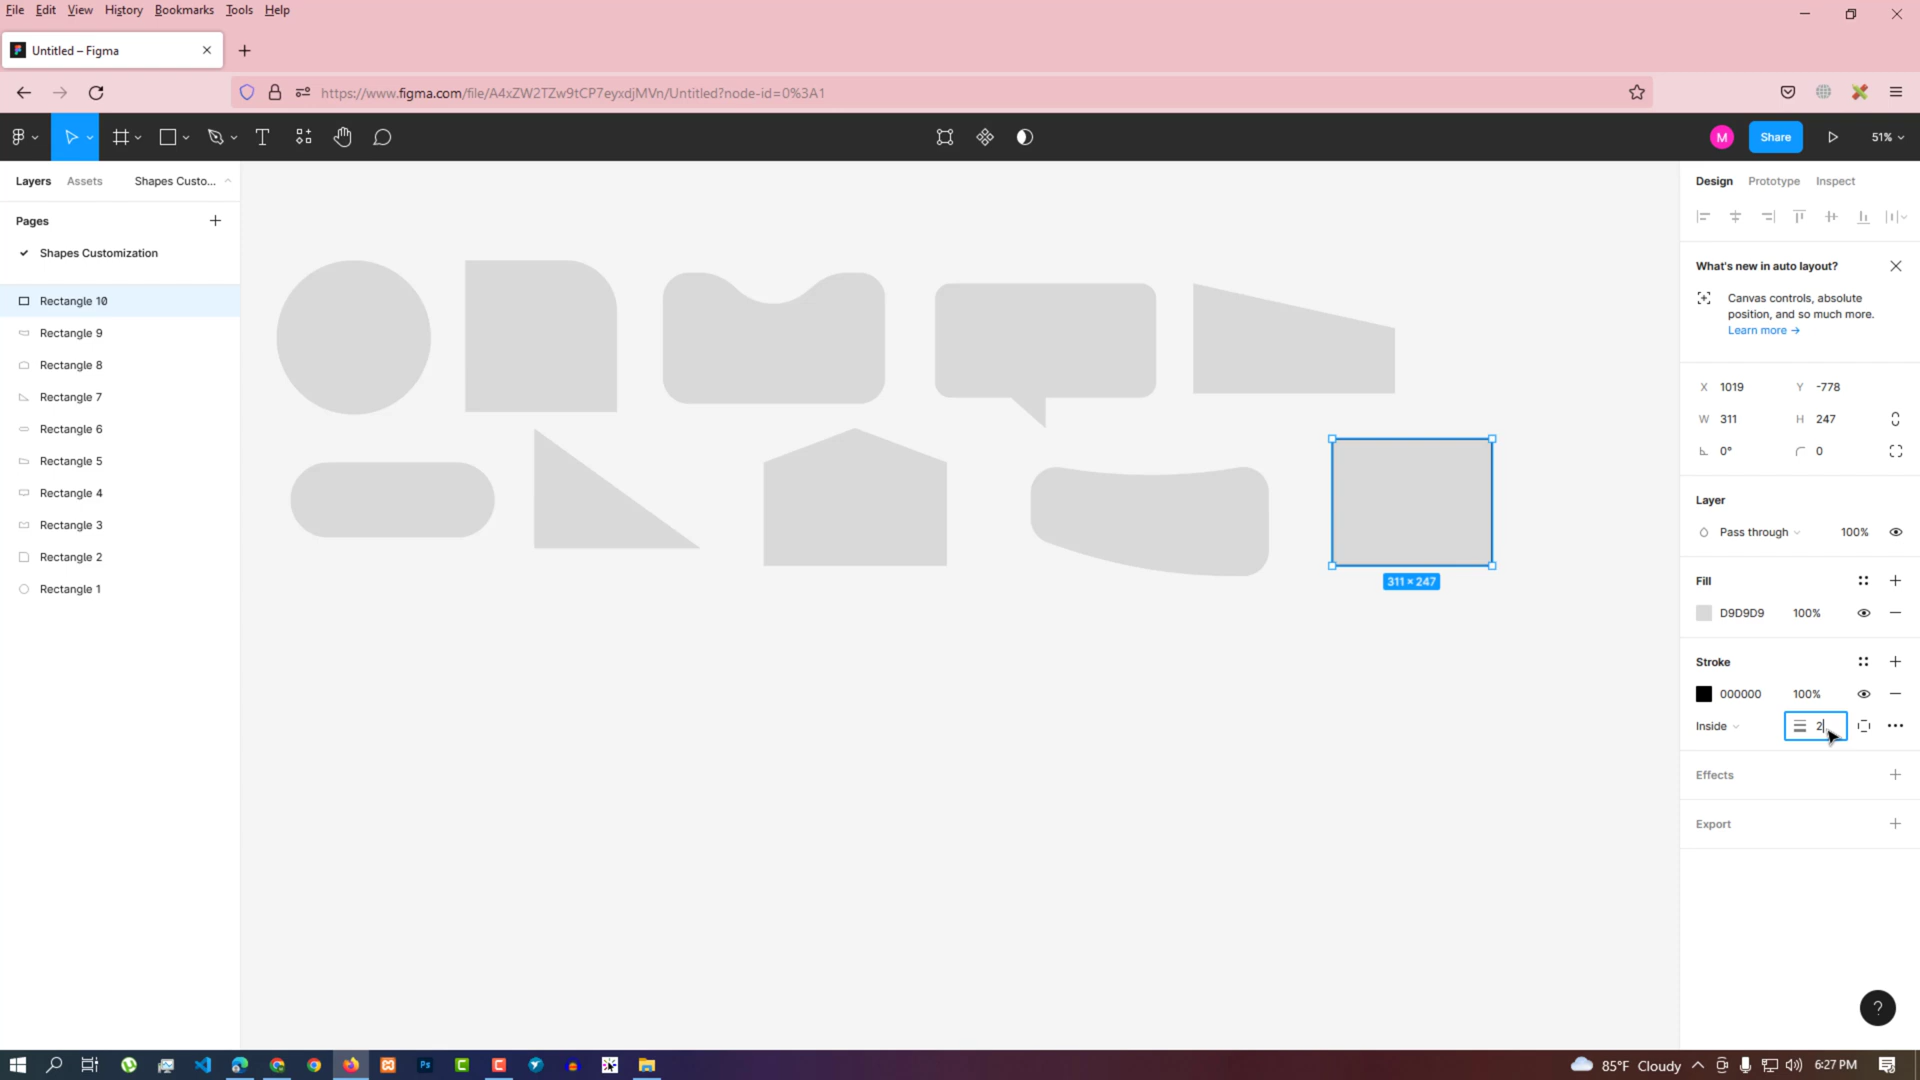 File Edit View History Bookmarks Tools Help
Untitled – Figma
https://www.figma.com/file/A4xZW2TZw9tCP7eyxdjMVn/Untitled?node-id=0%3A1
M Share 51%
Layers Assets Shapes Custo...
Pages
Shapes Customization
Rectangle 10
Rectangle 9
Rectangle 8
Rectangle 7
Rectangle 6
Rectangle 5
Rectangle 4
Rectangle 3
Rectangle 2
Rectangle 1
311 × 247
Design Prototype Inspect
What's new in auto layout?
Canvas controls, absolute
position, and so much more.
Learn more →
X 1019 Y -778
W 311 H 247
0° 0
Layer
Pass through 100%
Fill
D9D9D9 100%
Stroke
000000 100%
Inside 2
Effects
Export
?
Ps C C
85°F Cloudy 6:27 PM